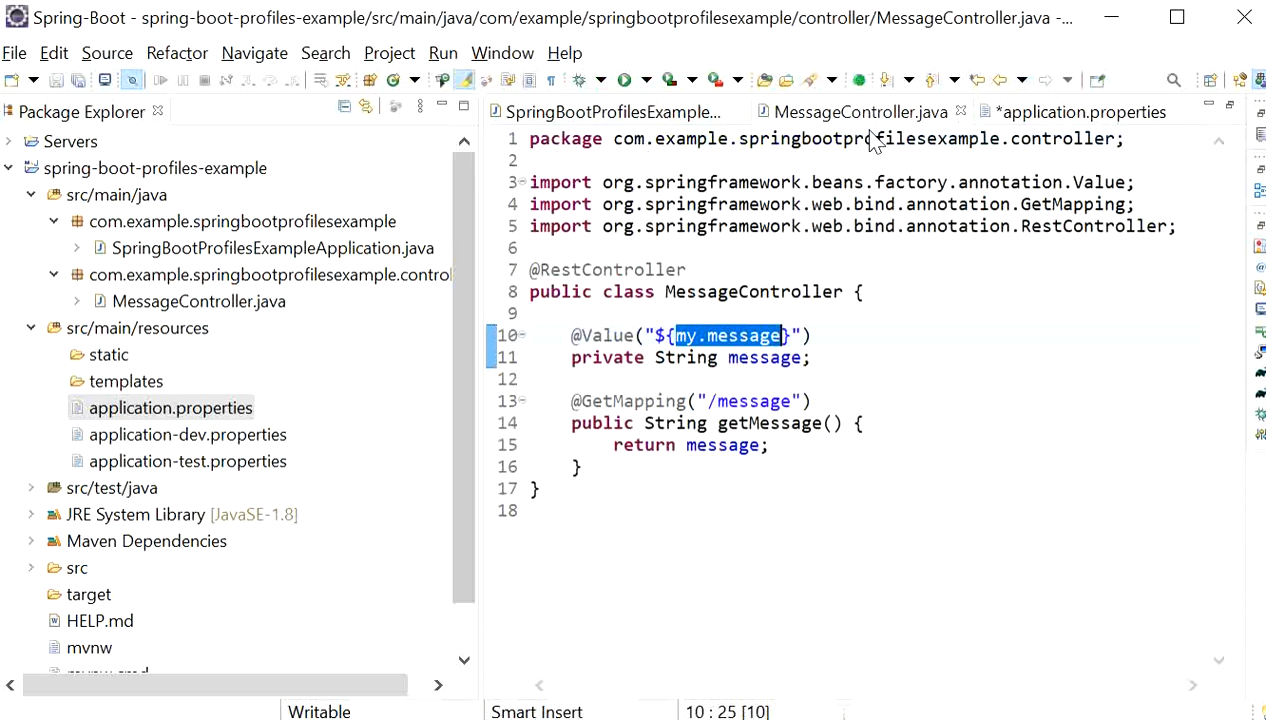 Spring-Boot - spring-boot-profiles-example/src/main/java/com/example/springbootprofilesexample/controller/MessageController.java -...
File Edit Source Refactor Navigate Search Project Run Window Help
Package Explorer
Servers
spring-boot-profiles-example
src/main/java
com.example.springbootprofilesexample
SpringBootProfilesExampleApplication.java
com.example.springbootprofilesexample.contro
MessageController.java
src/main/resources
static
templates
application.properties
application-dev.properties
application-test.properties
src/test/java
JRE System Library [JavaSE-1.8]
Maven Dependencies
src
target
HELP.md
mvnw
SpringBootProfilesExample... MessageController.java *application.properties
1 package com.example.springbootprofilesexample.controller;
2
3 import org.springframework.beans.factory.annotation.Value;
4 import org.springframework.web.bind.annotation.GetMapping;
5 import org.springframework.web.bind.annotation.RestController;
6
7 @RestController
8 public class MessageController {
9
10 @Value("${my.message}")
11 private String message;
12
13 @GetMapping("/message")
14 public String getMessage() {
15 return message;
16 }
17 }
18
Writable Smart Insert 10 : 25 [10]